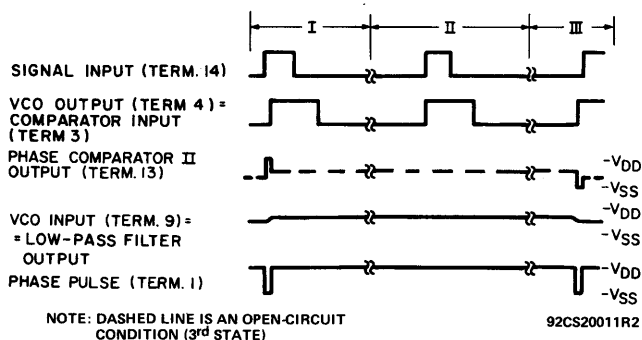 I II III
SIGNAL INPUT (TERM. 14)
VCO OUTPUT (TERM 4) =
COMPARATOR INPUT
(TERM 3)
PHASE COMPARATOR II
OUTPUT (TERM. 13)
-VDD
-VSS
VCO INPUT (TERM. 9) =
= LOW-PASS FILTER
OUTPUT
-VDD
-VSS
PHASE PULSE (TERM. 1)
-VDD
-VSS
NOTE: DASHED LINE IS AN OPEN-CIRCUIT
CONDITION (3rd STATE)
92CS20011R2